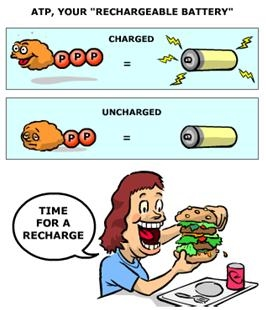 ATP, YOUR "RECHARGEABLE BATTERY"
CHARGED
P P P
=
UNCHARGED
P P
=
TIME
FOR A
RECHARGE